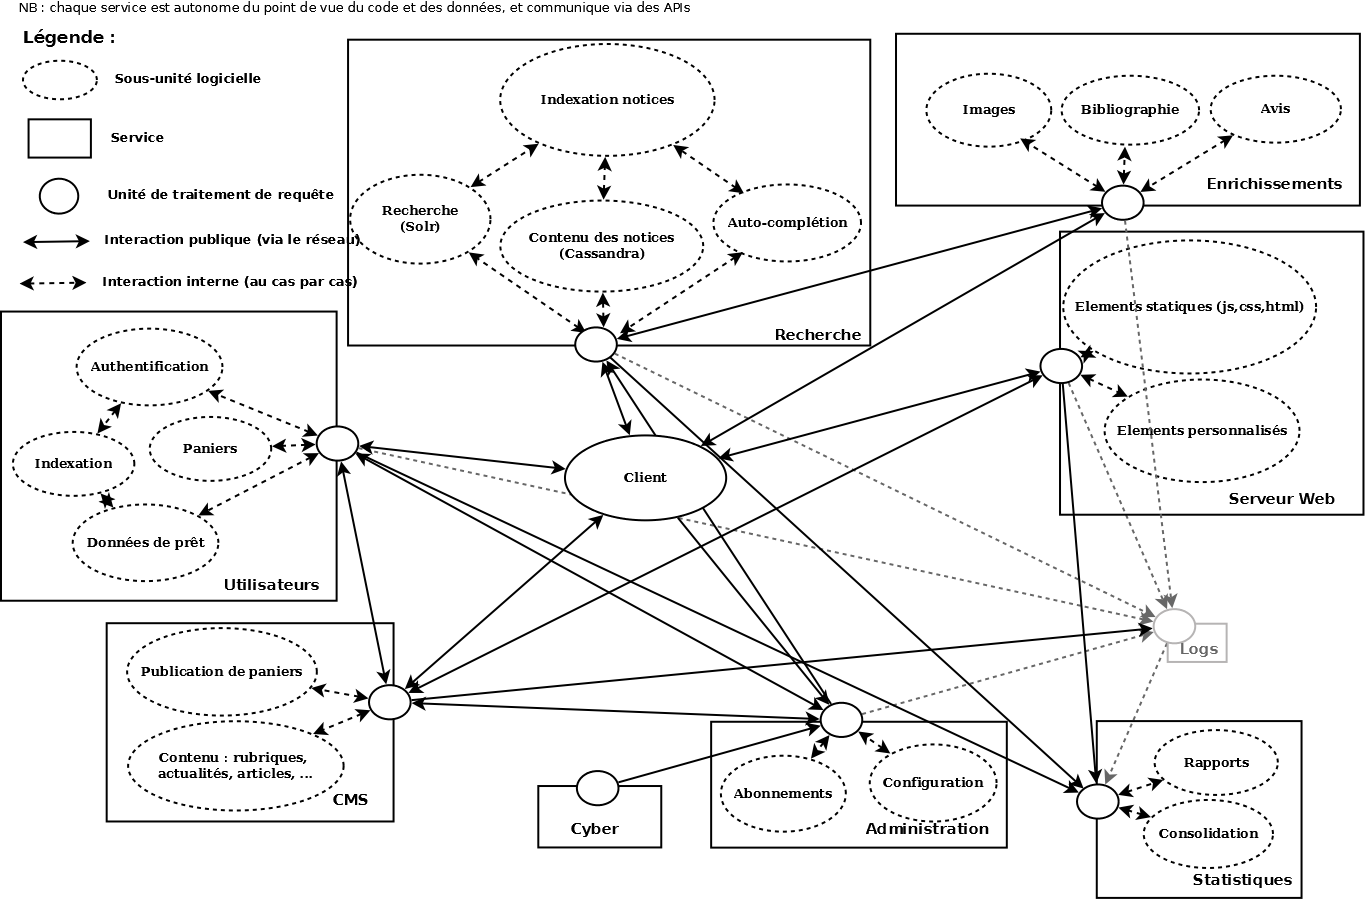 NB : chaque service est autonome du point de vue du code et des données, et communique via des APIs
Légende :
Sous-unité logicielle
Service
Unité de traitement de requête
Interaction publique (via le réseau)
Interaction interne (au cas par cas)
Indexation notices
Recherche
(Solr)
Contenu des notices
(Cassandra)
Auto-complétion
Recherche
Images
Bibliographie
Avis
Enrichissements
Elements statiques (js,css,html)
Elements personnalisés
Serveur Web
Authentification
Paniers
Indexation
Données de prêt
Utilisateurs
Client
Publication de paniers
Contenu : rubriques,
actualités, articles, ...
CMS
Cyber
Abonnements
Configuration
Administration
Logs
Rapports
Consolidation
Statistiques